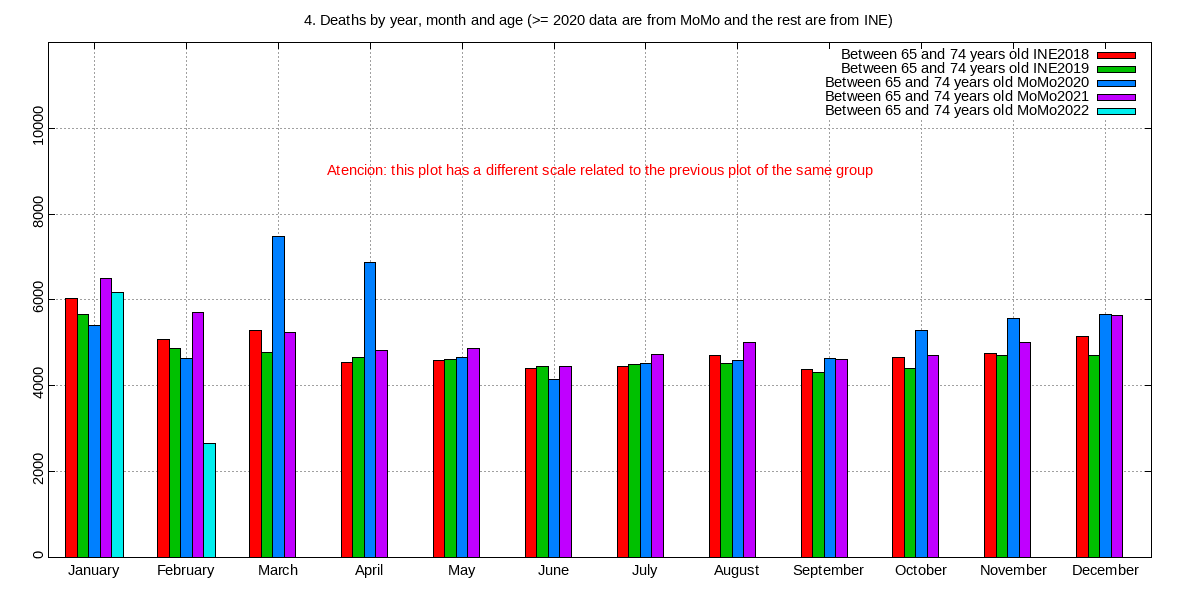 4. Deaths by year, month and age (>= 2020 data are from MoMo and the rest are from INE)
Between 65 and 74 years old INE2018
Between 65 and 74 years old INE2019
Between 65 and 74 years old MoMo2020
Between 65 and 74 years old MoMo2021
Between 65 and 74 years old MoMo2022
Atencion: this plot has a different scale related to the previous plot of the same group
10000
8000
6000
4000
2000
0
January February March April May June July August September October November December